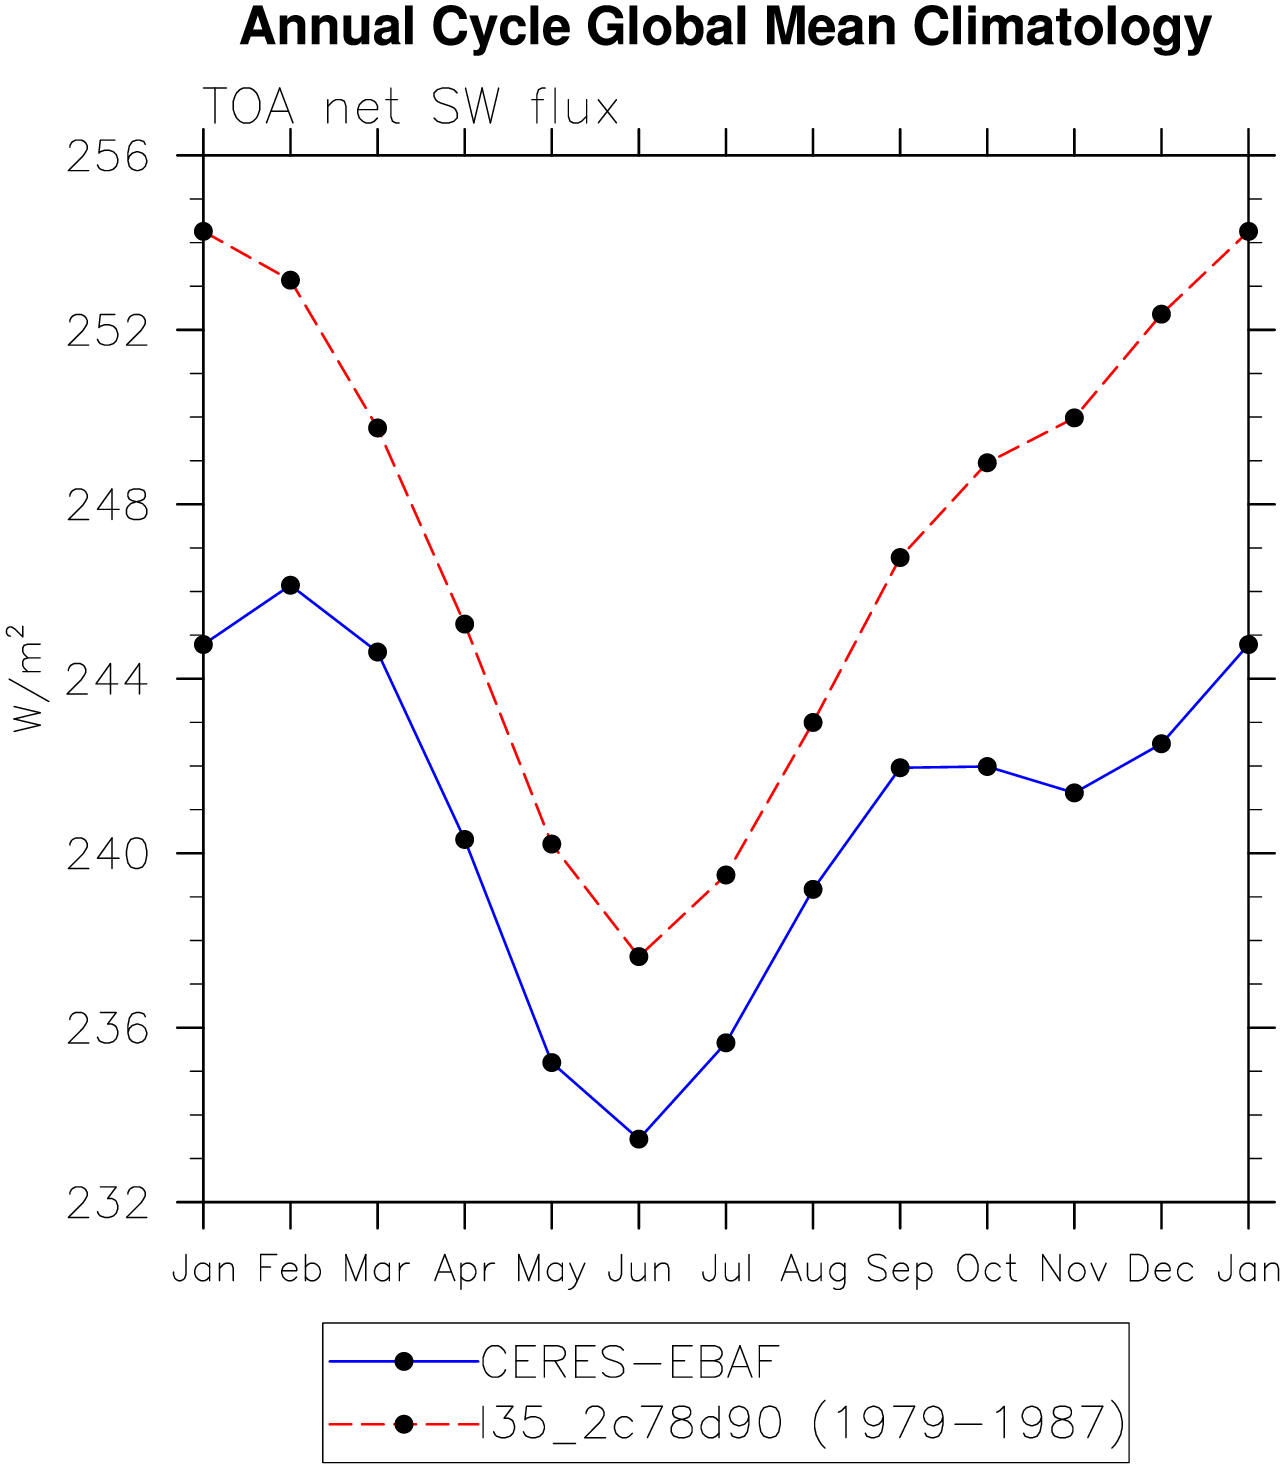 Annual Cycle Global Mean Climatology
TOA net SW flux
256
252
248
244
240
236
232
W/m²
Jan Feb Mar Apr May Jun Jul Aug Sep Oct Nov Dec Jan
CERES-EBAF
I35_2c78d90 (1979-1987)